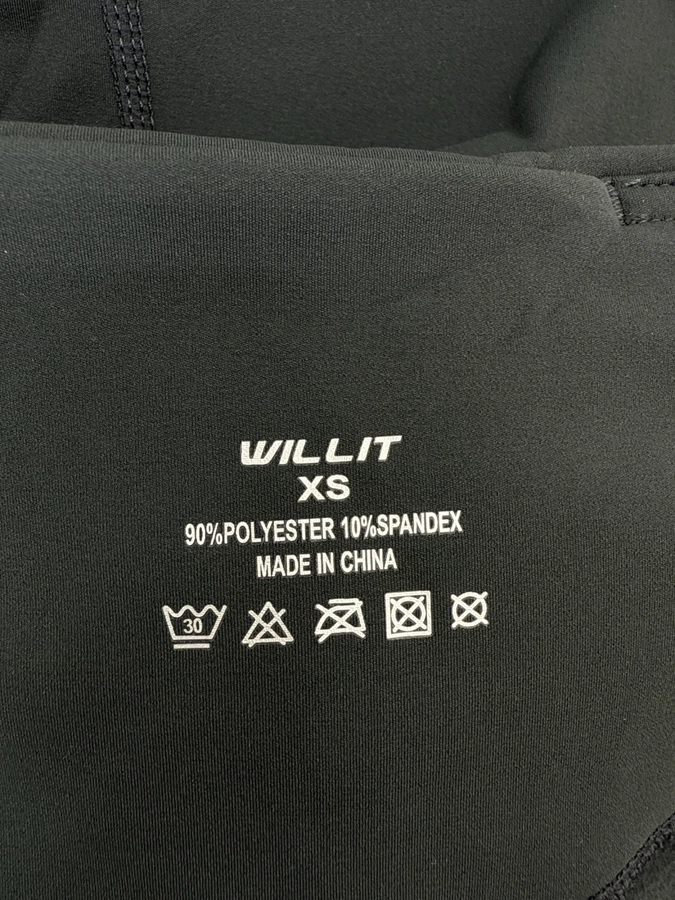 WILLIT
XS
90%POLYESTER 10%SPANDEX
MADE IN CHINA
30